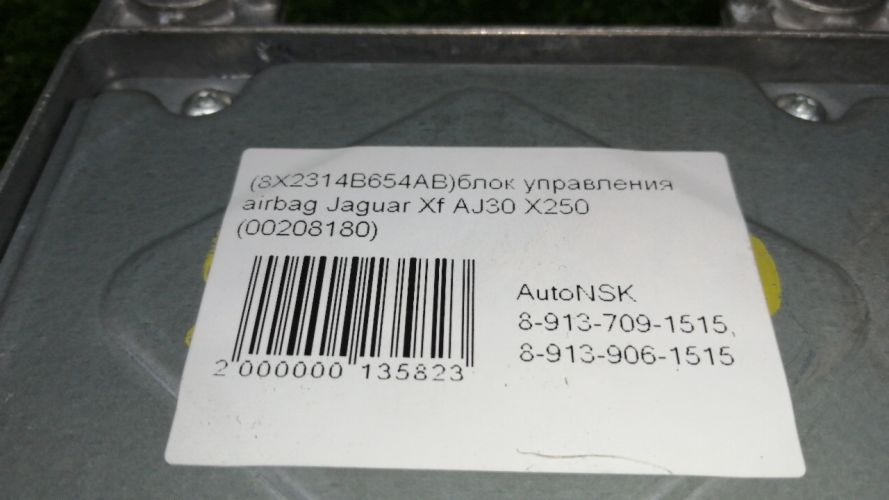 (8X2314B654AB)блок управления
airbag Jaguar Xf AJ30 X250
(00208180)
AutoNSK
8-913-709-1515,
8-913-906-1515
2 000000 135823